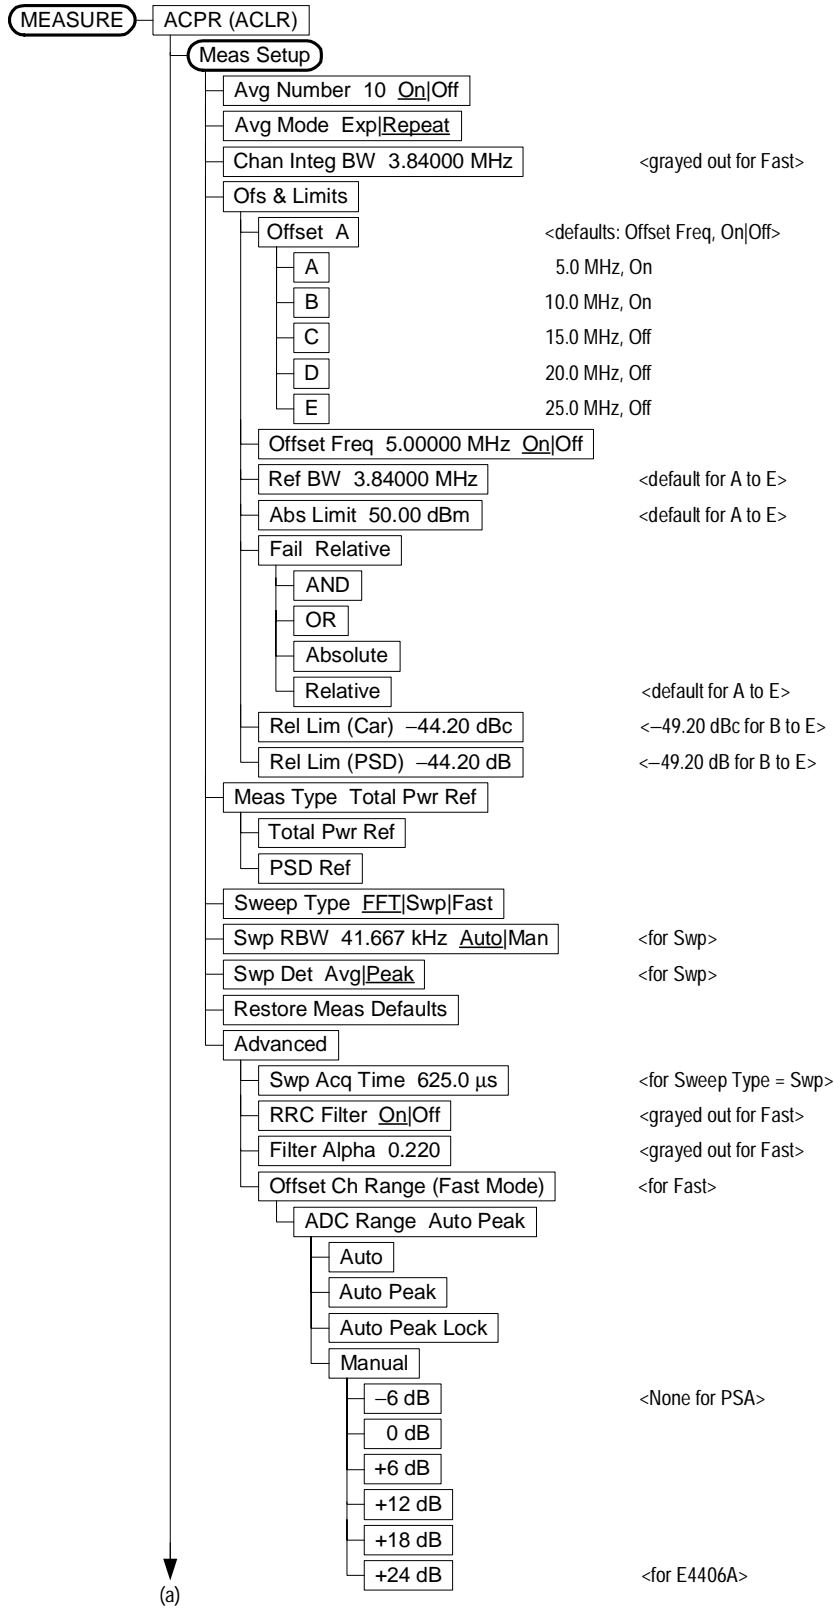 MEASURE ACPR (ACLR)
Meas Setup
Avg Number 10 On|Off
Avg Mode Exp|Repeat
Chan Integ BW 3.84000 MHz <grayed out for Fast>
Ofs & Limits
Offset A <defaults: Offset Freq, On|Off>
A 5.0 MHz, On
B 10.0 MHz, On
C 15.0 MHz, Off
D 20.0 MHz, Off
E 25.0 MHz, Off
Offset Freq 5.00000 MHz On|Off
Ref BW 3.84000 MHz <default for A to E>
Abs Limit 50.00 dBm <default for A to E>
Fail Relative
AND
OR
Absolute
Relative <default for A to E>
Rel Lim (Car) −44.20 dBc <−49.20 dBc for B to E>
Rel Lim (PSD) −44.20 dB <−49.20 dB for B to E>
Meas Type Total Pwr Ref
Total Pwr Ref
PSD Ref
Sweep Type FFT|Swp|Fast
Swp RBW 41.667 kHz Auto|Man <for Swp>
Swp Det Avg|Peak <for Swp>
Restore Meas Defaults
Advanced
Swp Acq Time 625.0 μs <for Sweep Type = Swp>
RRC Filter On|Off <grayed out for Fast>
Filter Alpha 0.220 <grayed out for Fast>
Offset Ch Range (Fast Mode) <for Fast>
ADC Range Auto Peak
Auto
Auto Peak
Auto Peak Lock
Manual
−6 dB <None for PSA>
0 dB
+6 dB
+12 dB
+18 dB
+24 dB <for E4406A>
(a)